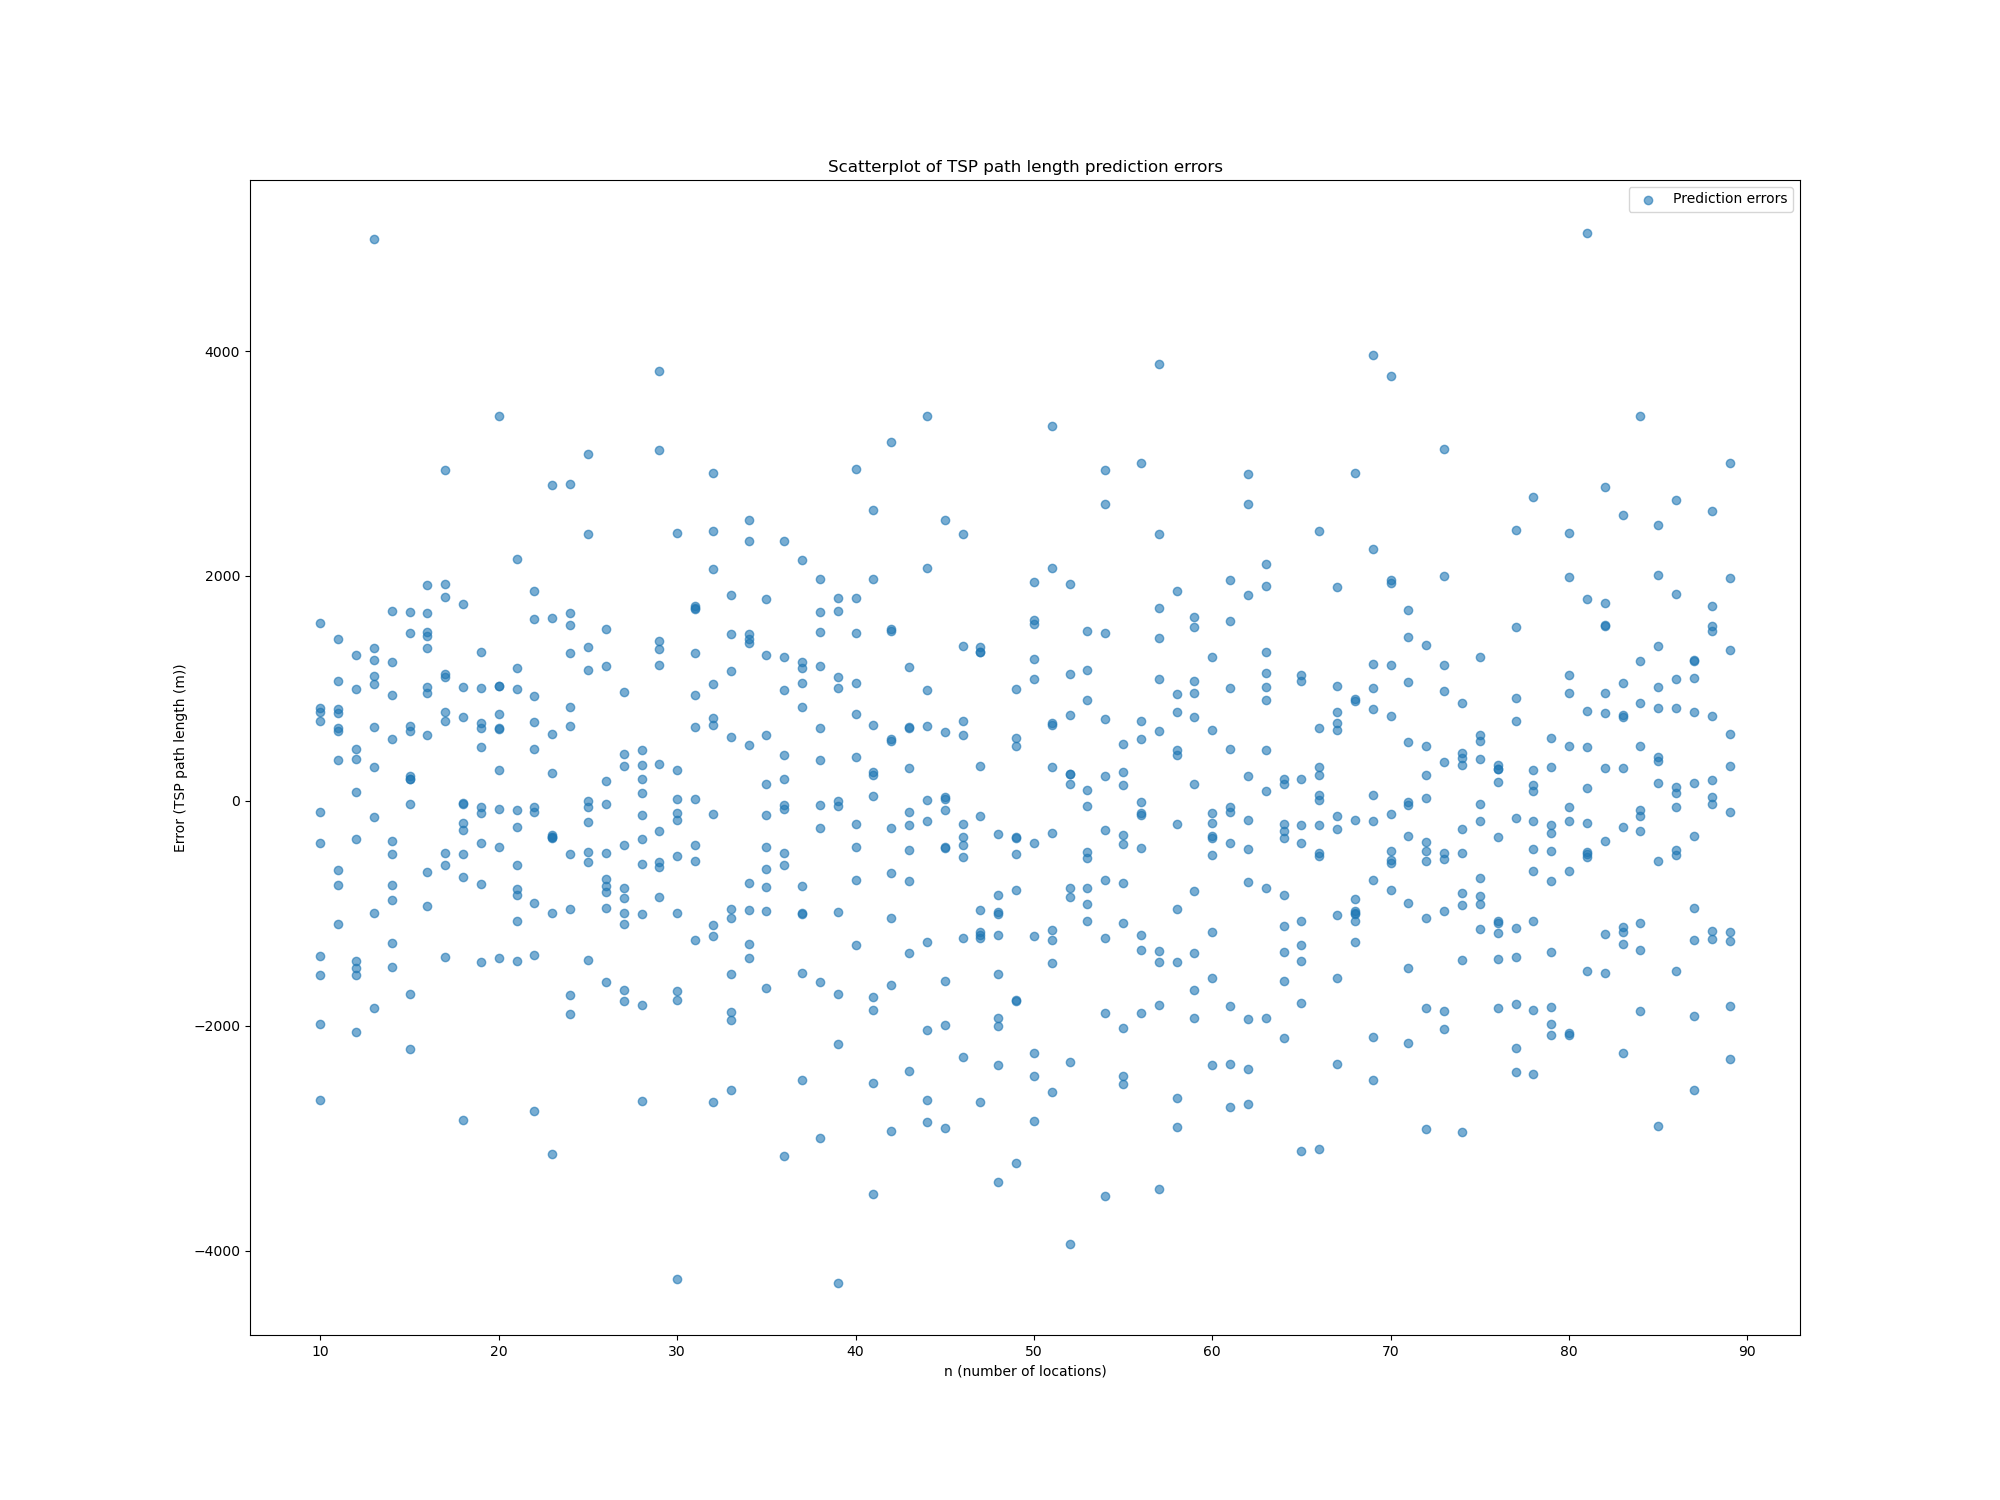 Scatterplot of TSP path length prediction errors
Prediction errors
4000
2000
0
−2000
−4000
Error (TSP path length (m))
10 20 30 40 50 60 70 80 90
n (number of locations)